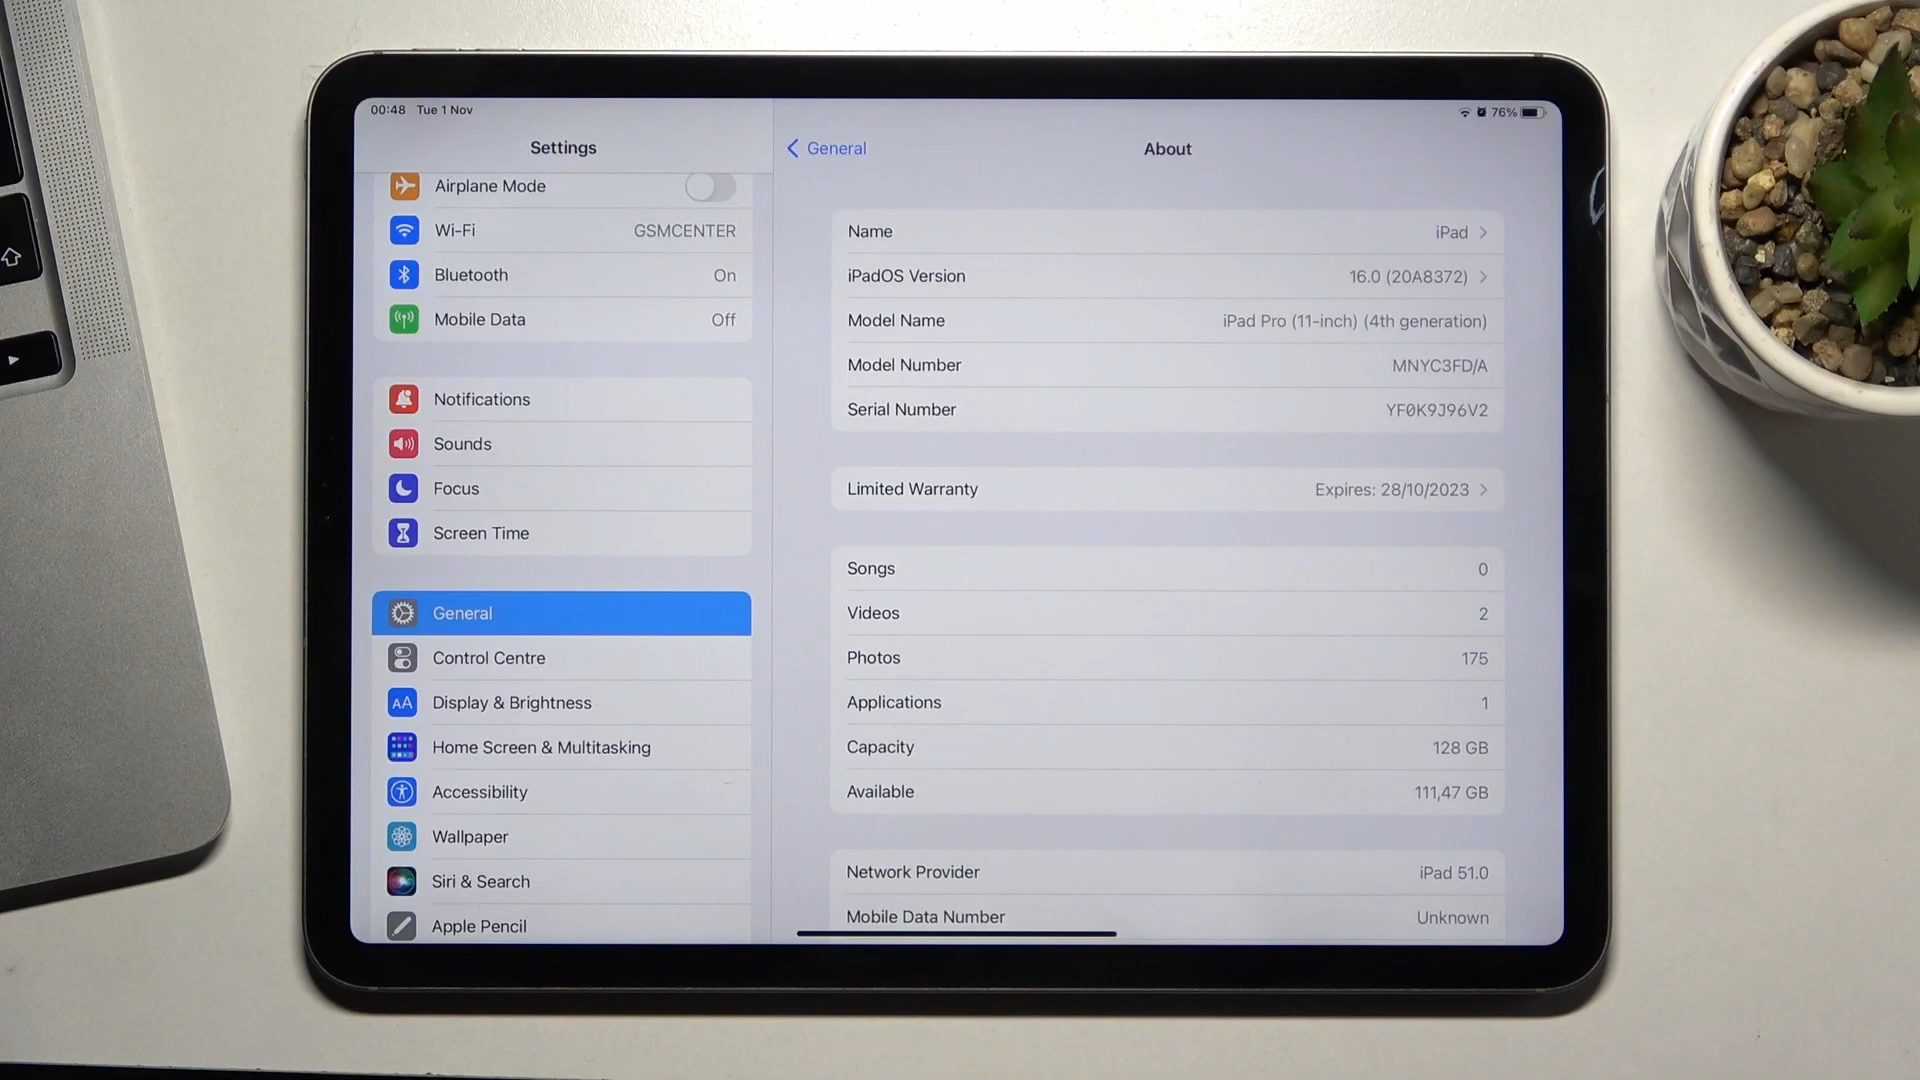 00:48 Tue 1 Nov
76%
Settings
Airplane Mode
Wi-Fi GSMCENTER
Bluetooth On
Mobile Data Off
Notifications
Sounds
Focus
Screen Time
General
Control Centre
AA Display & Brightness
Home Screen & Multitasking
Accessibility
Wallpaper
Siri & Search
Apple Pencil
General
About
Name iPad
iPadOS Version 16.0 (20A8372)
Model Name iPad Pro (11-inch) (4th generation)
Model Number MNYC3FD/A
Serial Number YF0K9J96V2
Limited Warranty Expires: 28/10/2023
Songs 0
Videos 2
Photos 175
Applications 1
Capacity 128 GB
Available 111,47 GB
Network Provider iPad 51.0
Mobile Data Number Unknown